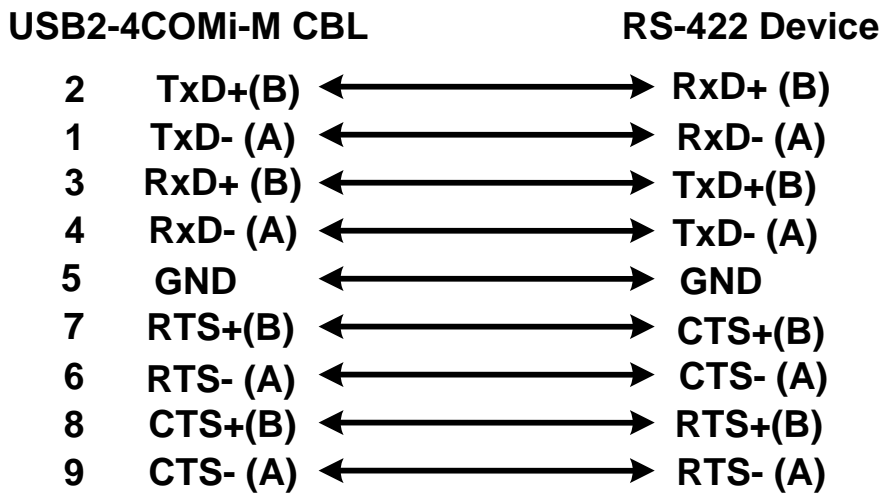 USB2-4COMi-M CBL RS-422 Device
2 TxD+(B) RxD+ (B)
1 TxD- (A) RxD- (A)
3 RxD+ (B) TxD+(B)
4 RxD- (A) TxD- (A)
5 GND GND
7 RTS+(B) CTS+(B)
6 RTS- (A) CTS- (A)
8 CTS+(B) RTS+(B)
9 CTS- (A) RTS- (A)